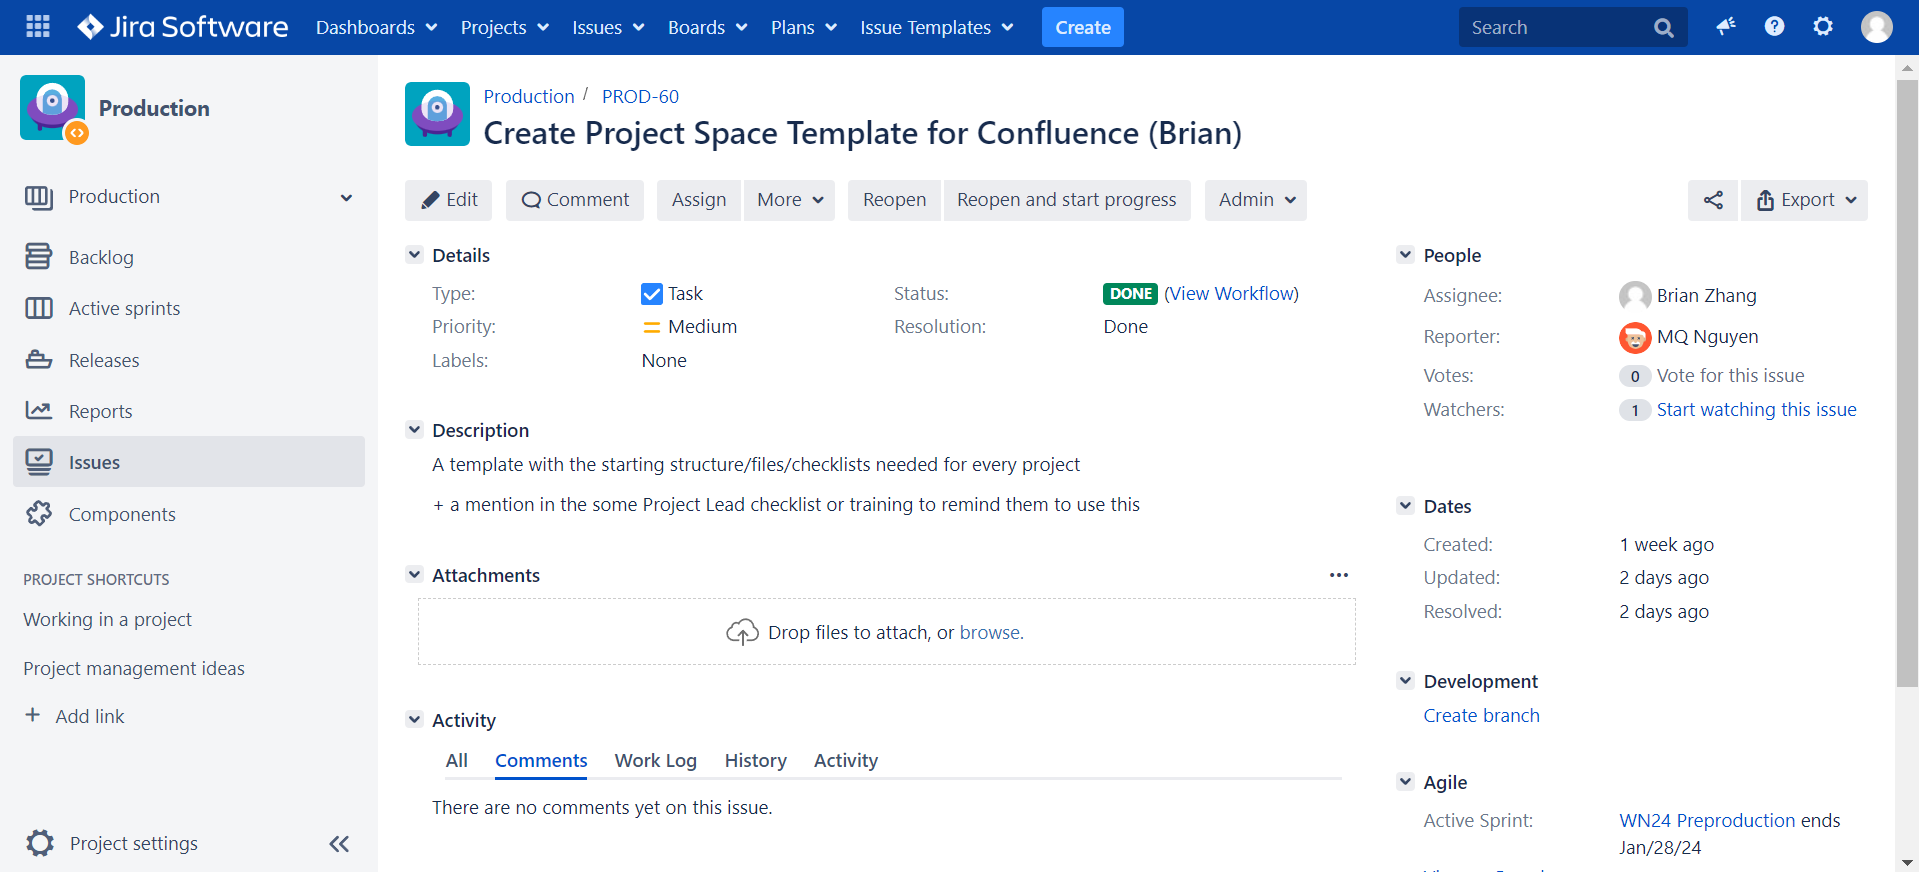 Jira Software Dashboards Projects Issues Boards Plans Issue Templates Create Search
Production
Production
Backlog
Active sprints
Releases
Reports
Issues
Components
PROJECT SHORTCUTS
Working in a project
Project management ideas
+ Add link
Project settings
Production / PROD-60
Create Project Space Template for Confluence (Brian)
Edit Comment Assign More Reopen Reopen and start progress Admin Export
Details
Type: Task Status: DONE (View Workflow)
Priority: Medium Resolution: Done
Labels: None
Description
A template with the starting structure/files/checklists needed for every project
+ a mention in the some Project Lead checklist or training to remind them to use this
Attachments
Drop files to attach, or browse.
Activity
All Comments Work Log History Activity
There are no comments yet on this issue.
People
Assignee: Brian Zhang
Reporter: MQ Nguyen
Votes: 0 Vote for this issue
Watchers: 1 Start watching this issue
Dates
Created: 1 week ago
Updated: 2 days ago
Resolved: 2 days ago
Development
Create branch
Agile
Active Sprint: WN24 Preproduction ends
Jan/28/24